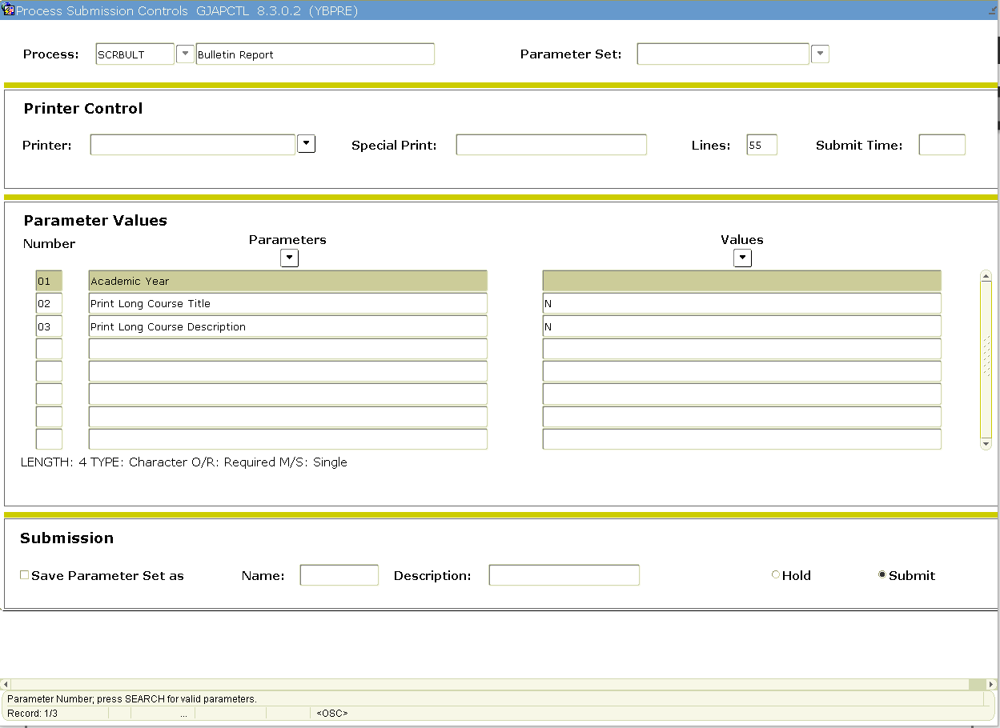 Process Submission Controls GJAPCTL 8.3.0.2 (YBPRE)
Process: SCRBULT Bulletin Report Parameter Set:
Printer Control
Printer: Special Print: Lines: 55 Submit Time:
Parameter Values
Number Parameters Values
01 Academic Year
02 Print Long Course Title N
03 Print Long Course Description N
LENGTH: 4 TYPE: Character O/R: Required M/S: Single
Submission
Save Parameter Set as Name: Description: Hold Submit
Parameter Number; press SEARCH for valid parameters.
Record: 1/3 ... <OSC>